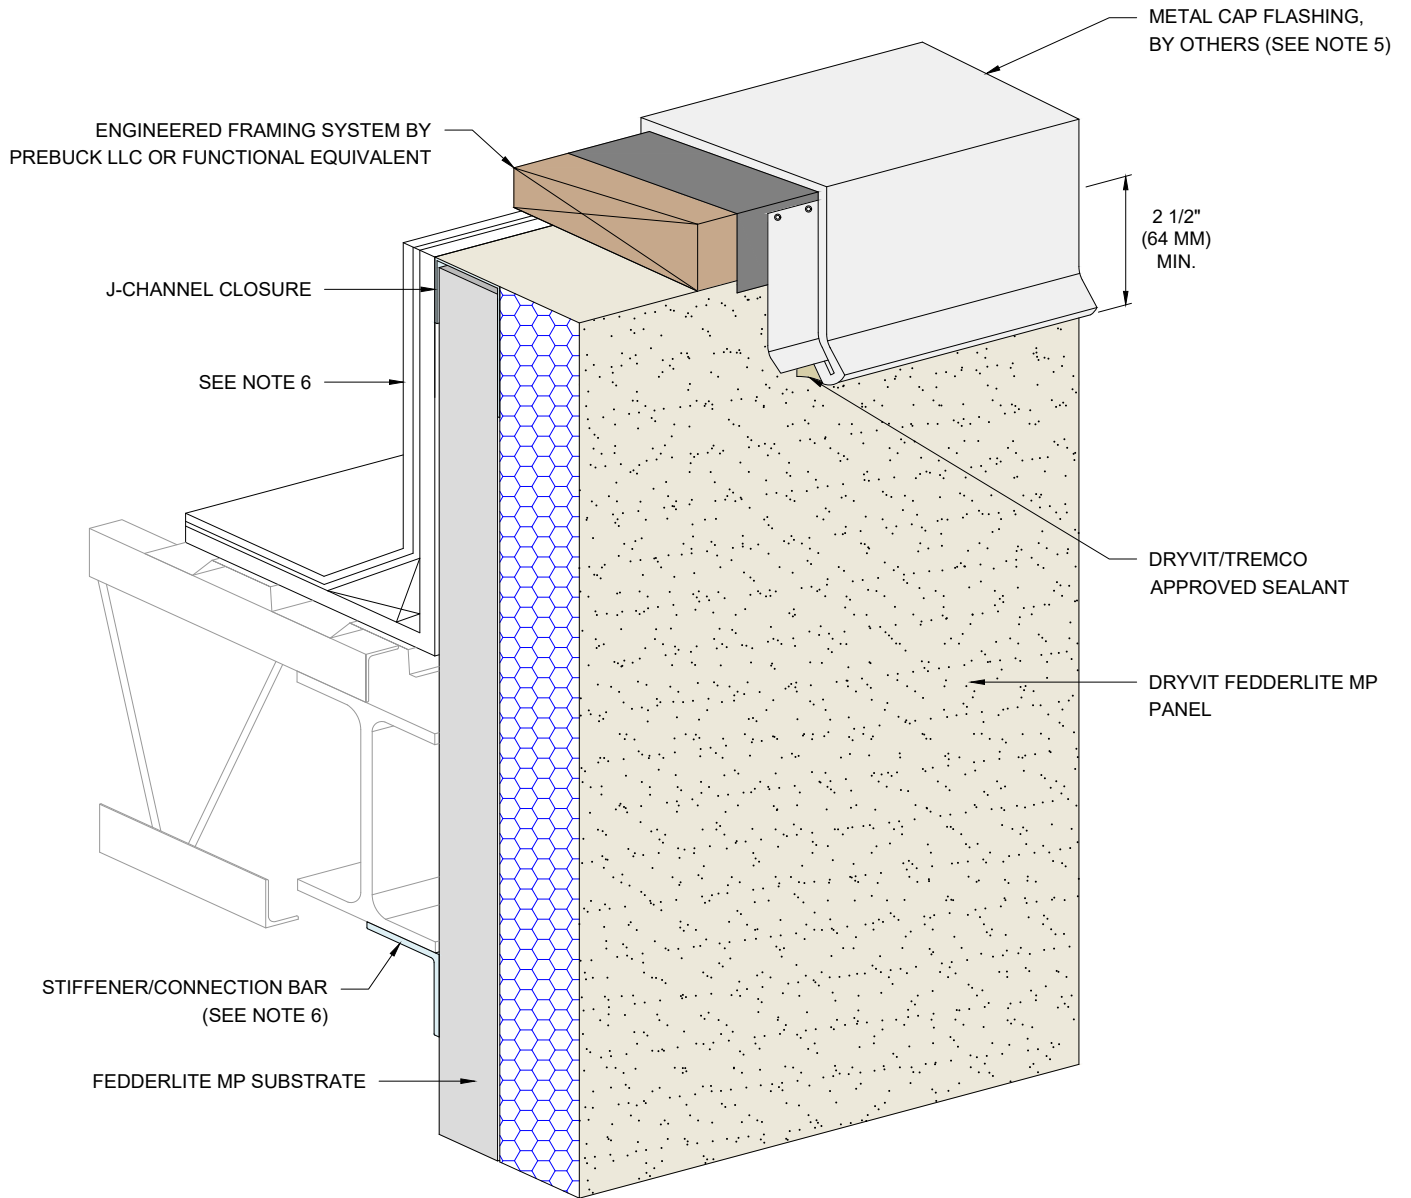 METAL CAP FLASHING,
BY OTHERS (SEE NOTE 5)
ENGINEERED FRAMING SYSTEM BY
PREBUCK LLC OR FUNCTIONAL EQUIVALENT
2 1/2"
(64 MM)
MIN.
J-CHANNEL CLOSURE
SEE NOTE 6
DRYVIT/TREMCO
APPROVED SEALANT
DRYVIT FEDDERLITE MP
PANEL
STIFFENER/CONNECTION BAR
(SEE NOTE 6)
FEDDERLITE MP SUBSTRATE